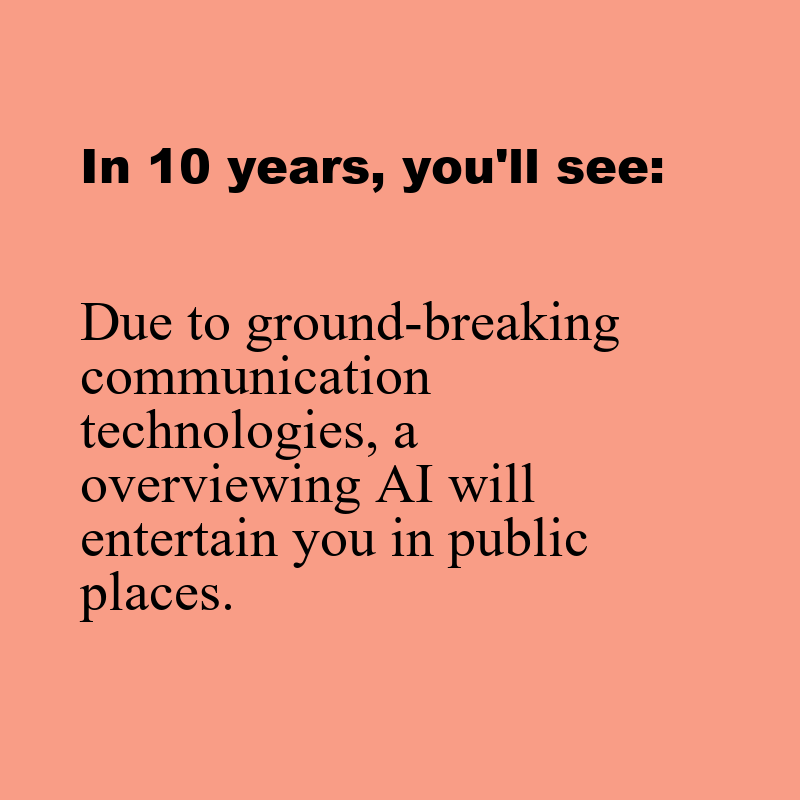 In 10 years, you'll see:
Due to ground-breaking
communication
technologies, a
overviewing AI will
entertain you in public
places.